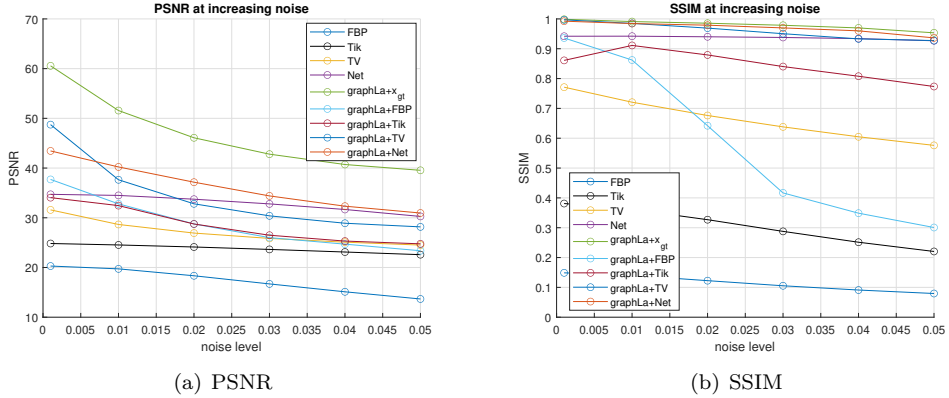 PSNR at increasing noise
70
60
50
40
30
20
10
PSNR
FBP
Tik
TV
Net
graphLa+x_gt
graphLa+FBP
graphLa+Tik
graphLa+TV
graphLa+Net
0 0.005 0.01 0.015 0.02 0.025 0.03 0.035 0.04 0.045 0.05
noise level
(a) PSNR
SSIM at increasing noise
1
0.9
0.8
0.7
0.6
0.5
0.4
0.3
0.2
0.1
0
SSIM
FBP
Tik
TV
Net
graphLa+x_gt
graphLa+FBP
graphLa+Tik
graphLa+TV
graphLa+Net
0 0.005 0.01 0.015 0.02 0.025 0.03 0.035 0.04 0.045 0.05
noise level
(b) SSIM